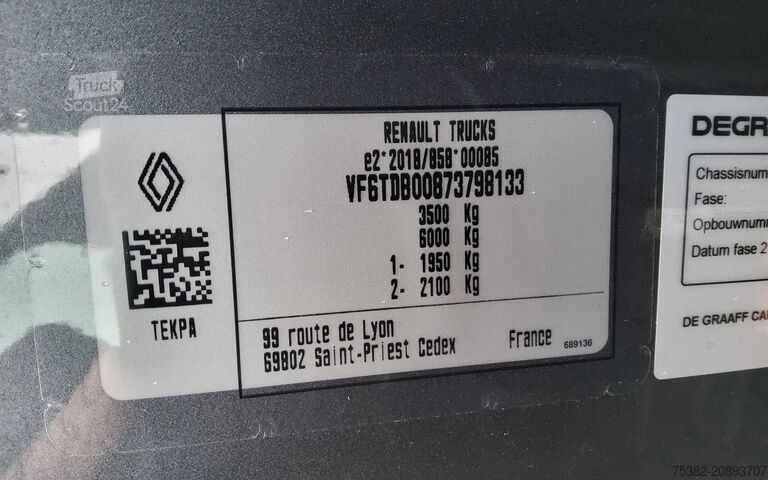 Truck
Scout24
RENAULT TRUCKS
e2*2018/858*00085
VF6TDB00873798133
3500 Kg
6000 Kg
1- 1950 Kg
2- 2100 Kg
TEKPA
99 route de Lyon
69802 Saint-Priest Cedex France 689136
DEGR
Chassisnum
Fase:
Opbouwnum
Datum fase 2
DE GRAAFF CA
75382-20893707